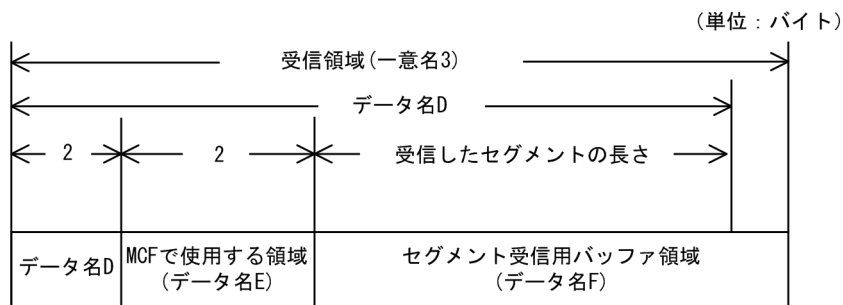 (単位：バイト)
受信領域(一意名3)
データ名D
2
2
受信したセグメントの長さ
データ名D
MCFで使用する領域
(データ名E)
セグメント受信用バッファ領域
(データ名F)